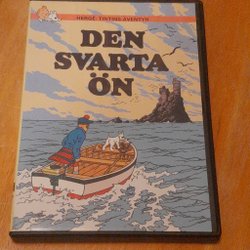 HERGÉ: TINTINS ÄVENTYR
DEN
SVARTA
ÖN